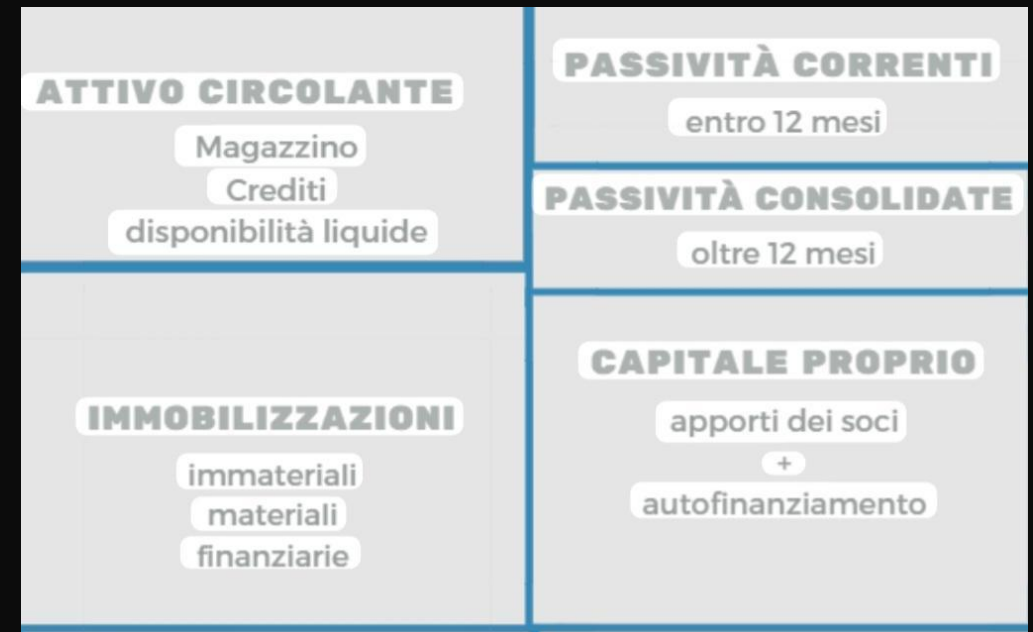 ATTIVO CIRCOLANTE
Magazzino
Crediti
disponibilità liquide
IMMOBILIZZAZIONI
immateriali
materiali
finanziarie
PASSIVITÀ CORRENTI
entro 12 mesi
PASSIVITÀ CONSOLIDATE
oltre 12 mesi
CAPITALE PROPRIO
apporti dei soci
+
autofinanziamento